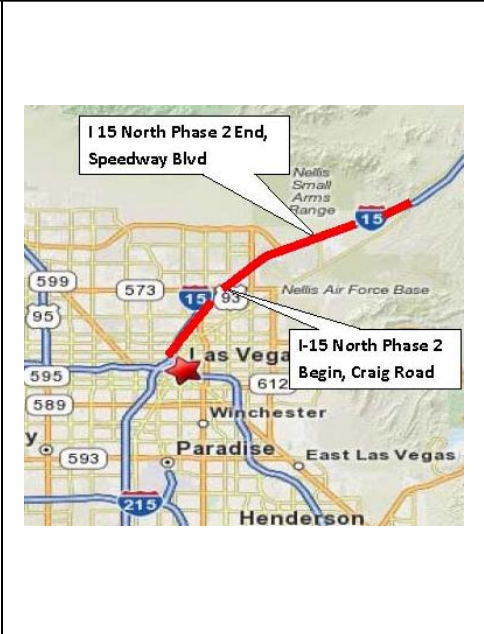 I 15 North Phase 2 End,
Speedway Blvd
Nellis
Small
Arms
Range
15
599
573
15
93
Nellis Air Force Base
95
I-15 North Phase 2
Begin, Craig Road
Las Vega
595
612
589
Winchester
y
593
Paradise
East Las Vegas
215
Henderson